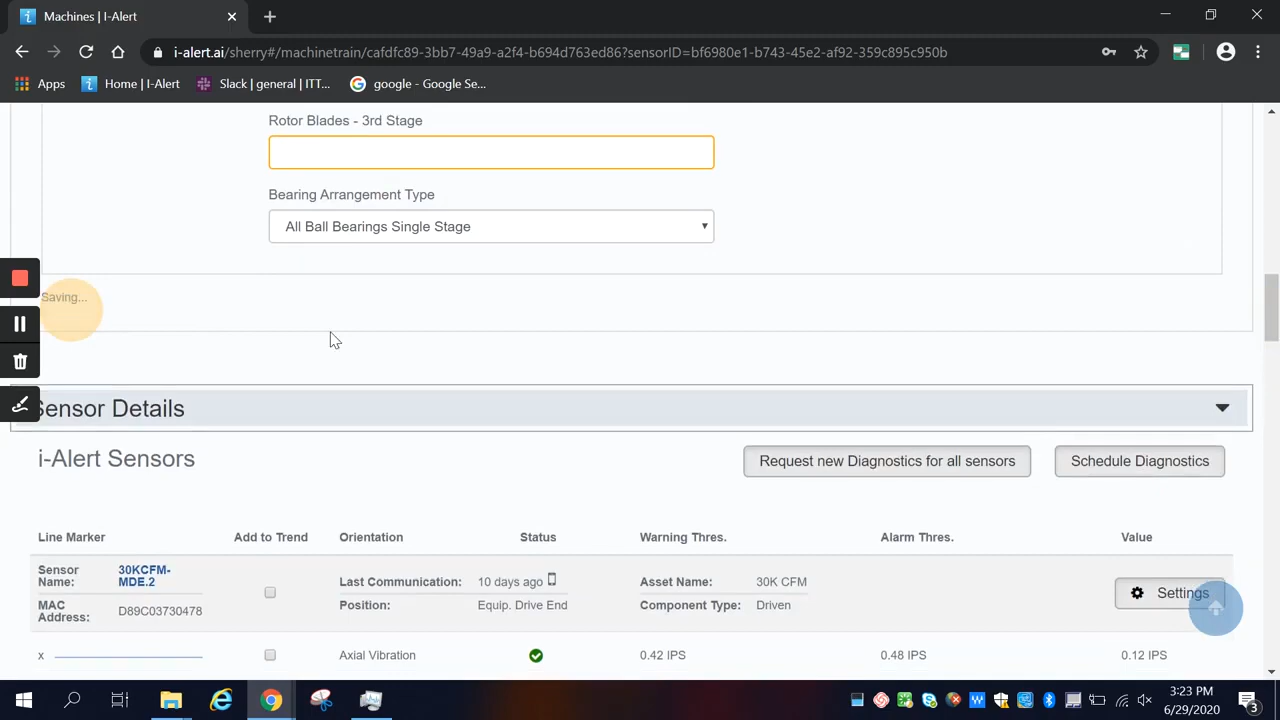 Machines | I-Alert
i-alert.ai/sherry#/machinetrain/cafdfc89-3bb7-49a9-a2f4-b694d763ed86?sensorID=bf6980e1-b743-45e2-af92-359c895c950b
Apps Home | I-Alert Slack | general | ITT... google - Google Se...
Rotor Blades - 3rd Stage
Bearing Arrangement Type
All Ball Bearings Single Stage
Saving...
Sensor Details
i-Alert Sensors Request new Diagnostics for all sensors Schedule Diagnostics
Line Marker Add to Trend Orientation Status Warning Thres. Alarm Thres. Value
Sensor Name: 30KCFM-MDE.2 Last Communication: 10 days ago Asset Name: 30K CFM
Settings
MAC Address: D89C03730478 Position: Equip. Drive End Component Type: Driven
x Axial Vibration 0.42 IPS 0.48 IPS 0.12 IPS
3:23 PM
6/29/2020
3